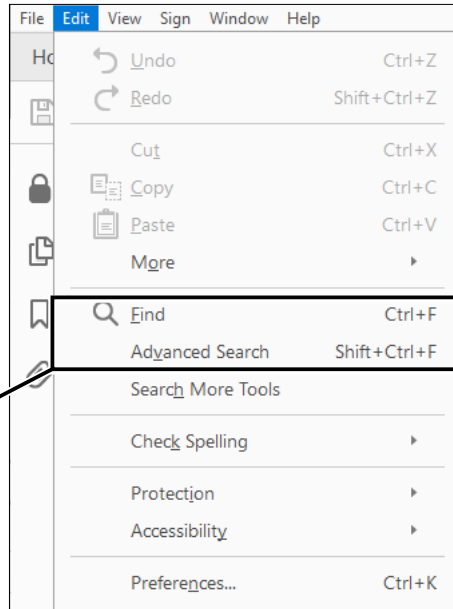 File Edit View Sign Window Help
Ho
Undo Ctrl+Z
Redo Shift+Ctrl+Z
Cut Ctrl+X
Copy Ctrl+C
Paste Ctrl+V
More
Find Ctrl+F
Advanced Search Shift+Ctrl+F
Search More Tools
Check Spelling
Protection
Accessibility
Preferences... Ctrl+K